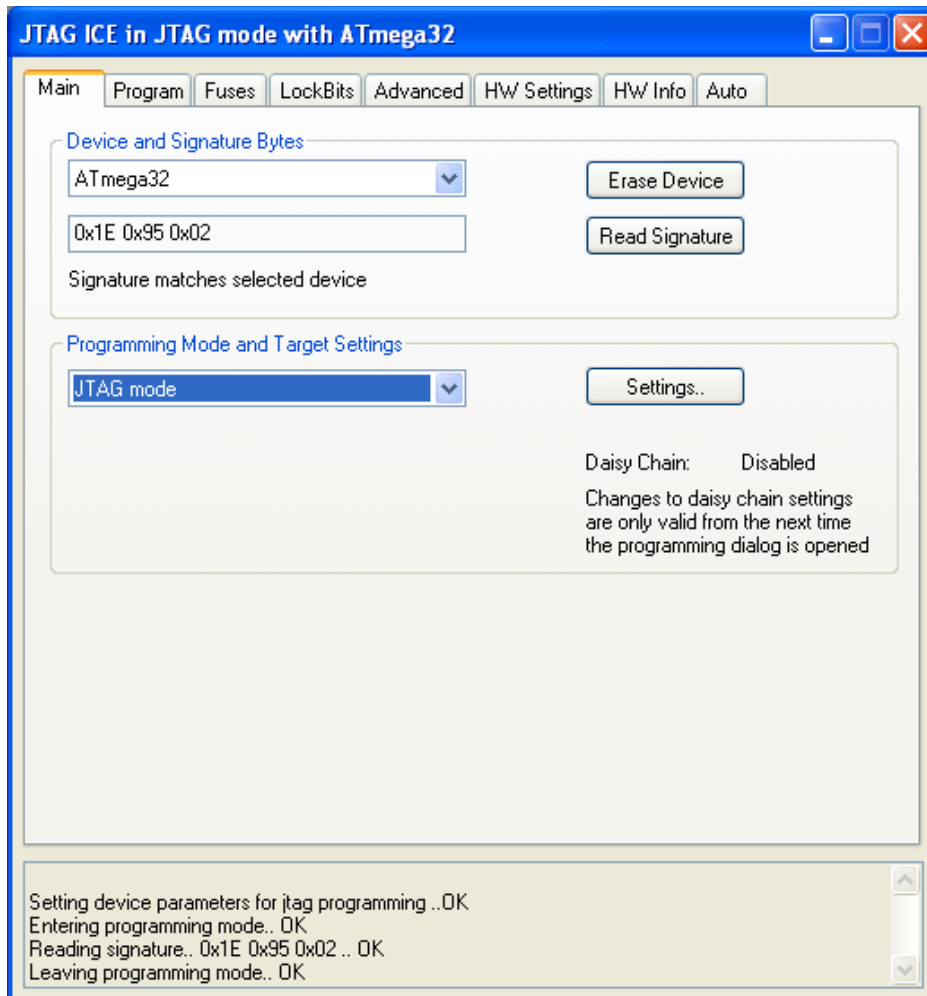 JTAG ICE in JTAG mode with ATmega32
Main Program Fuses LockBits Advanced HW Settings HW Info Auto
Device and Signature Bytes
ATmega32
Erase Device
0x1E 0x95 0x02
Read Signature
Signature matches selected device
Programming Mode and Target Settings
JTAG mode
Settings..
Daisy Chain: Disabled
Changes to daisy chain settings
are only valid from the next time
the programming dialog is opened
Setting device parameters for jtag programming ..OK
Entering programming mode.. OK
Reading signature.. 0x1E 0x95 0x02 .. OK
Leaving programming mode.. OK